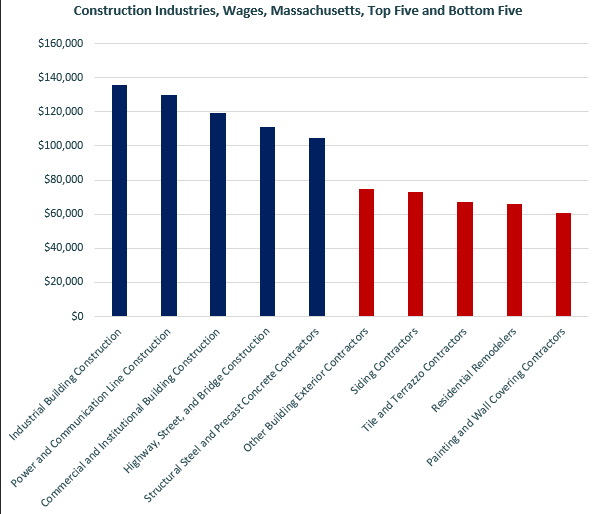 Construction Industries, Wages, Massachusetts, Top Five and Bottom Five
$160,000
$140,000
$120,000
$100,000
$80,000
$60,000
$40,000
$20,000
$0
Industrial Building Construction
Power and Communication Line Construction
Commercial and Institutional Building Construction
Highway, Street, and Bridge Construction
Structural Steel and Precast Concrete Contractors
Other Building Exterior Contractors
Siding Contractors
Tile and Terrazzo Contractors
Residential Remodelers
Painting and Wall Covering Contractors